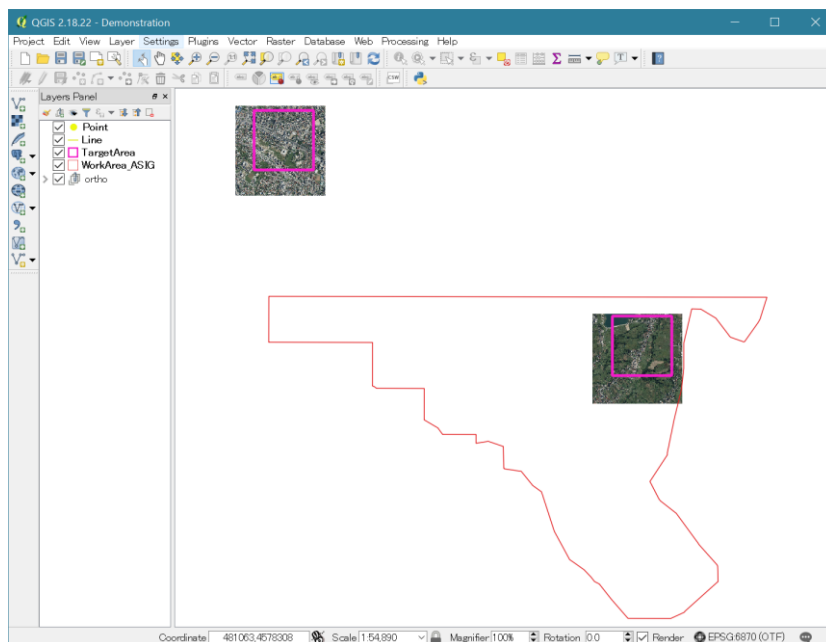 QGIS 2.18.22 - Demonstration
Project Edit View Layer Settings Plugins Vector Raster Database Web Processing Help
CSW
Layers Panel
Point
Line
TargetArea
WorkArea_ASIG
ortho
Coordinate 481063,4578308 Scale 1:54,890 Magnifier 100% Rotation 0.0 Render EPSG:6870 (OTF)